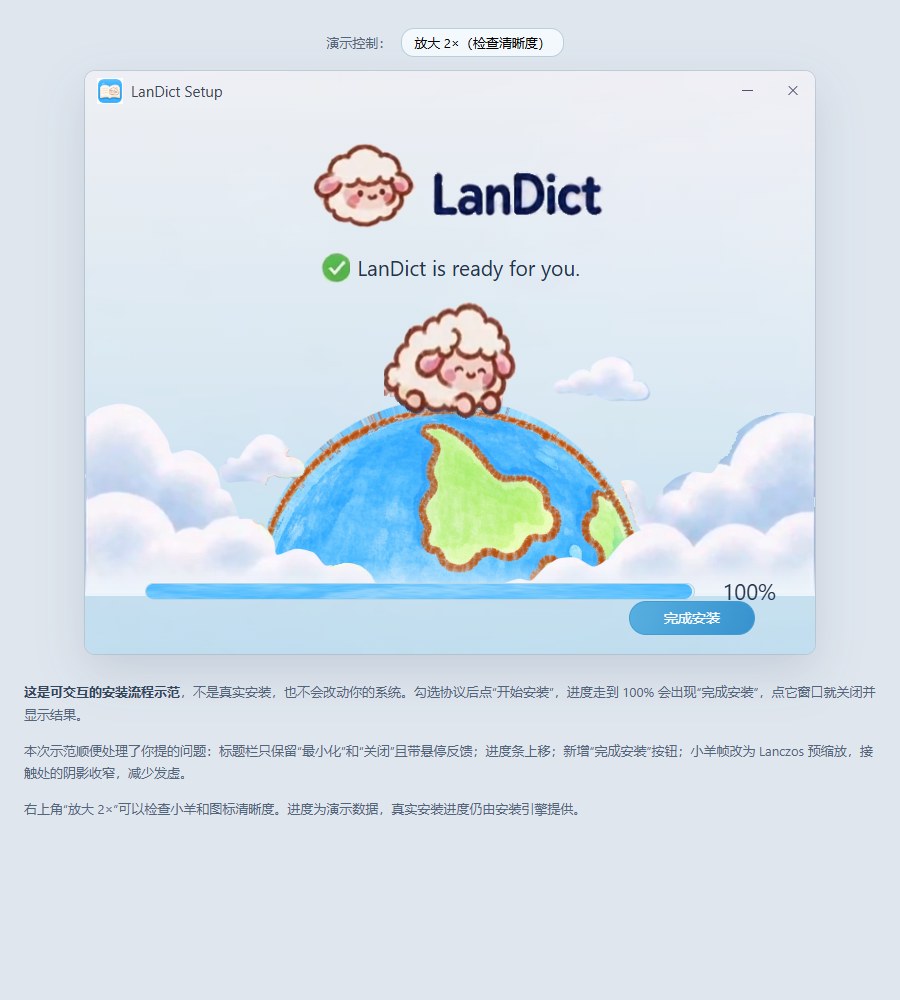 演示控制： 放大 2×（检查清晰度）
LanDict Setup
LanDict
LanDict is ready for you.
100%
完成安装
这是可交互的安装流程示范，不是真实安装，也不会改动你的系统。勾选协议后点“开始安装”，进度走到 100% 会出现“完成安装”，点它窗口就关闭并
显示结果。
本次示范顺便处理了你提的问题：标题栏只保留“最小化”和“关闭”且带悬停反馈；进度条上移；新增“完成安装”按钮；小羊帧改为 Lanczos 预缩放，接
触处的阴影收窄，减少发虚。
右上角“放大 2×”可以检查小羊和图标清晰度。进度为演示数据，真实安装进度仍由安装引擎提供。